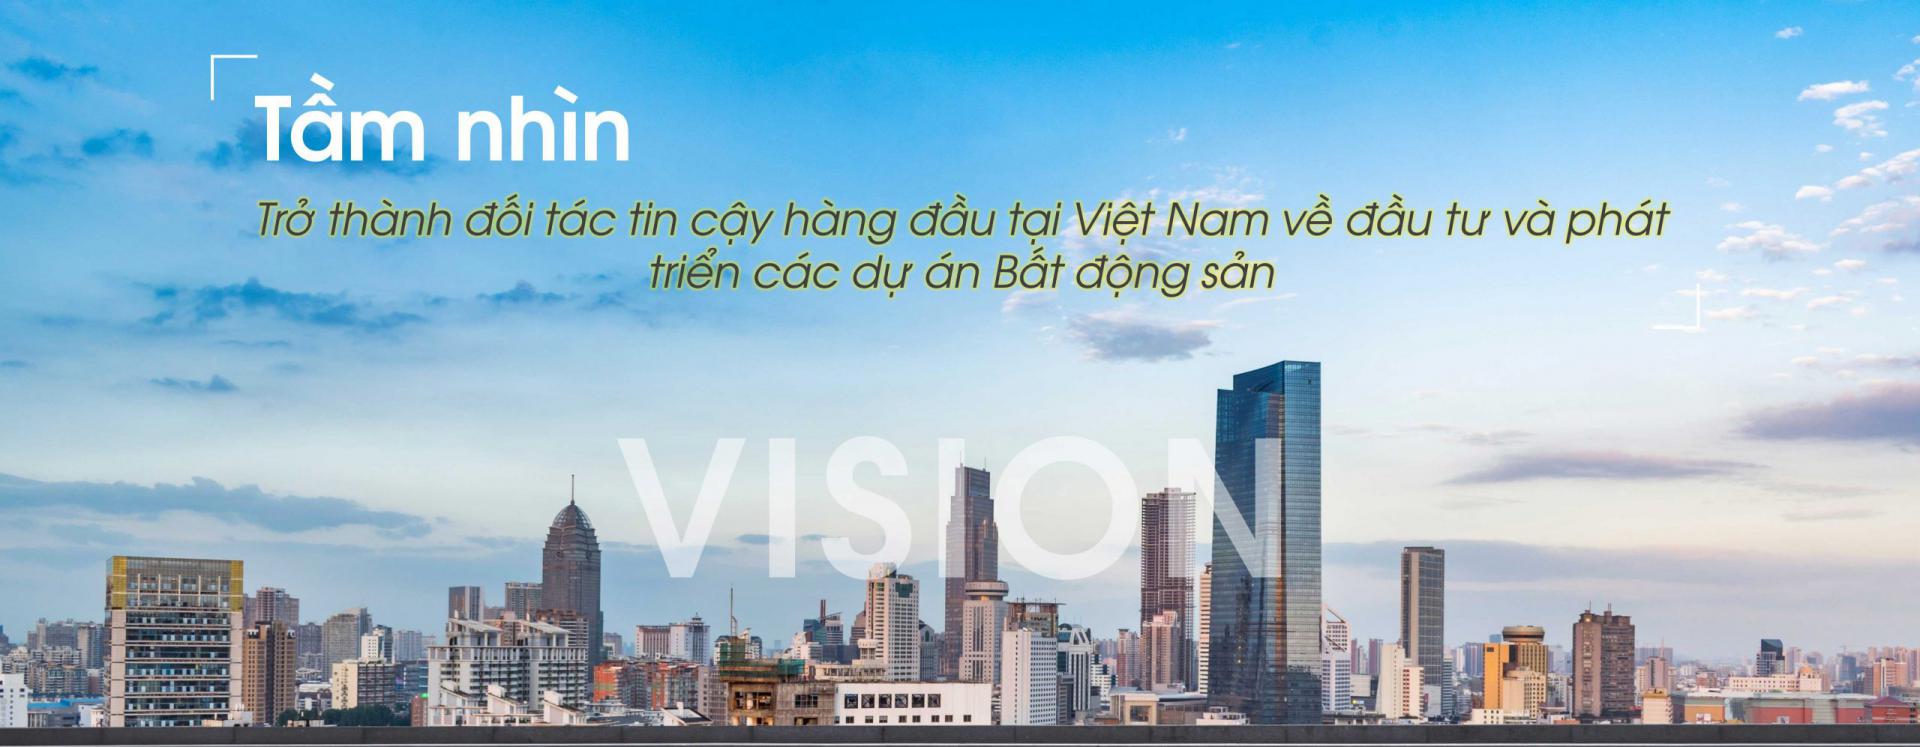 Tầm nhìn
Trở thành đối tác tin cậy hàng đầu tại Việt Nam về đầu tư và phát
triển các dự án Bất động sản
VISION